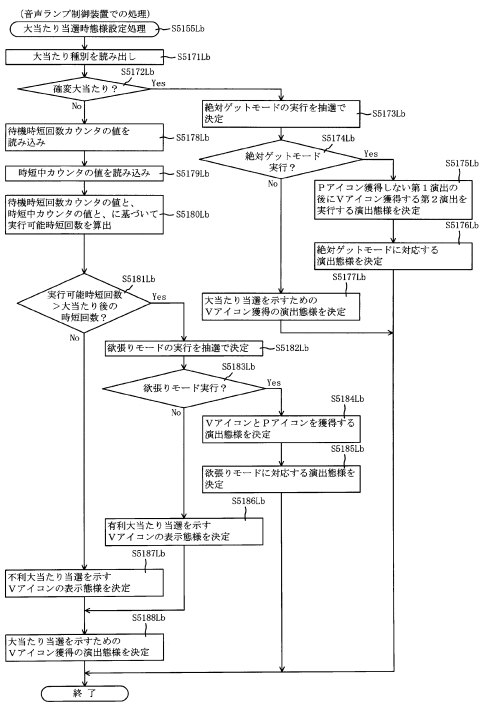 （音声ランプ制御装置での処理）
大当たり当選時態様設定処理
S5155Lb
大当たり種別を読み出し
S5171Lb
S5172Lb
確変大当たり？
Yes
No
絶対ゲットモードの実行を抽選で
決定
S5173Lb
待機時短回数カウンタの値を
読み込み
S5178Lb
S5174Lb
絶対ゲットモード
実行？
Yes
No
時短中カウンタの値を読み込み
S5179Lb
S5175Lb
Pアイコン獲得しない第1演出の
後にVアイコン獲得する第2演出を
実行する演出態様を決定
待機時短回数カウンタの値と、
時短中カウンタの値と、に基づいて
実行可能時短回数を算出
S5180Lb
S5176Lb
絶対ゲットモードに対応する
演出態様を決定
S5177Lb
大当たり当選を示すための
Vアイコン獲得の演出態様を決定
S5181Lb
実行可能時短回数
＞大当たり後の
時短回数？
Yes
No
欲張りモードの実行を抽選で決定
S5182Lb
S5183Lb
欲張りモード実行？
Yes
No
S5184Lb
VアイコンとPアイコンを獲得する
演出態様を決定
S5185Lb
欲張りモードに対応する演出態様を
決定
S5186Lb
有利大当たり当選を示す
Vアイコンの表示態様を決定
S5187Lb
不利大当たり当選を示す
Vアイコンの表示態様を決定
S5188Lb
大当たり当選を示すための
Vアイコン獲得の演出態様を決定
終 了